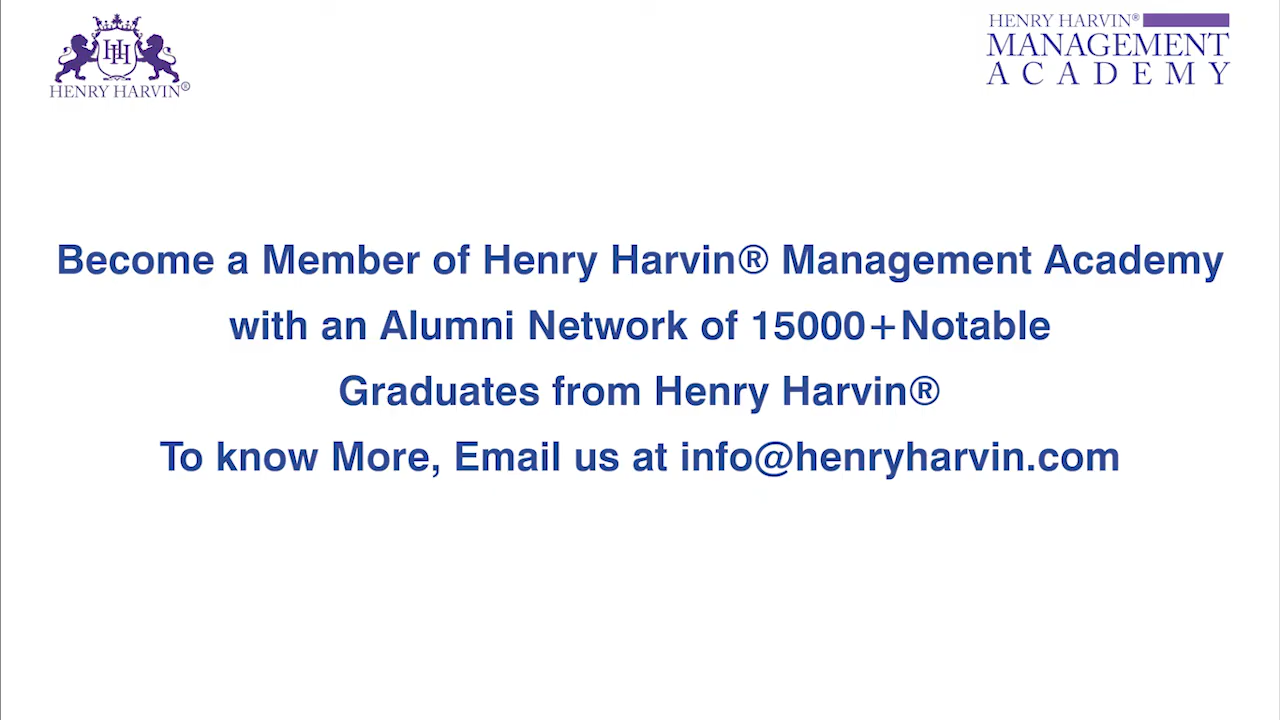 HH
HENRY HARVIN®
HENRY HARVIN®
MANAGEMENT
ACADEMY
Become a Member of Henry Harvin® Management Academy
with an Alumni Network of 15000+Notable
Graduates from Henry Harvin®
To know More, Email us at info@henryharvin.com